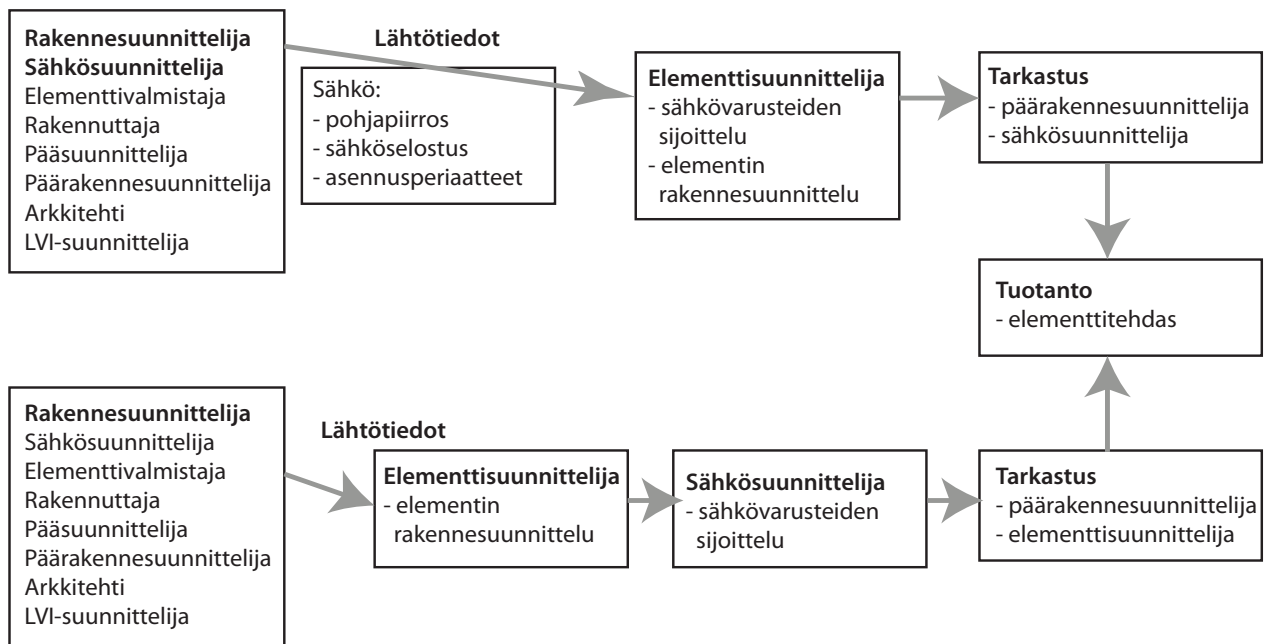 Rakennesuunnittelija
Sähkösuunnittelija
Elementtivalmistaja
Rakennuttaja
Pääsuunnittelija
Päärakennesuunnittelija
Arkkitehti
LVI-suunnittelija
Lähtötiedot
Sähkö:
- pohjapiirros
- sähköselostus
- asennusperiaatteet
Elementtisuunnittelija
- sähkövarusteiden
sijoittelu
- elementin
rakennesuunnittelu
Tarkastus
- päärakennesuunnittelija
- sähkösuunnittelija
Tuotanto
- elementtitehdas
Rakennesuunnittelija
Sähkösuunnittelija
Elementtivalmistaja
Rakennuttaja
Pääsuunnittelija
Päärakennesuunnittelija
Arkkitehti
LVI-suunnittelija
Lähtötiedot
Elementtisuunnittelija
- elementin
rakennesuunnittelu
Sähkösuunnittelija
- sähkövarusteiden
sijoittelu
Tarkastus
- päärakennesuunnittelija
- elementtisuunnittelija